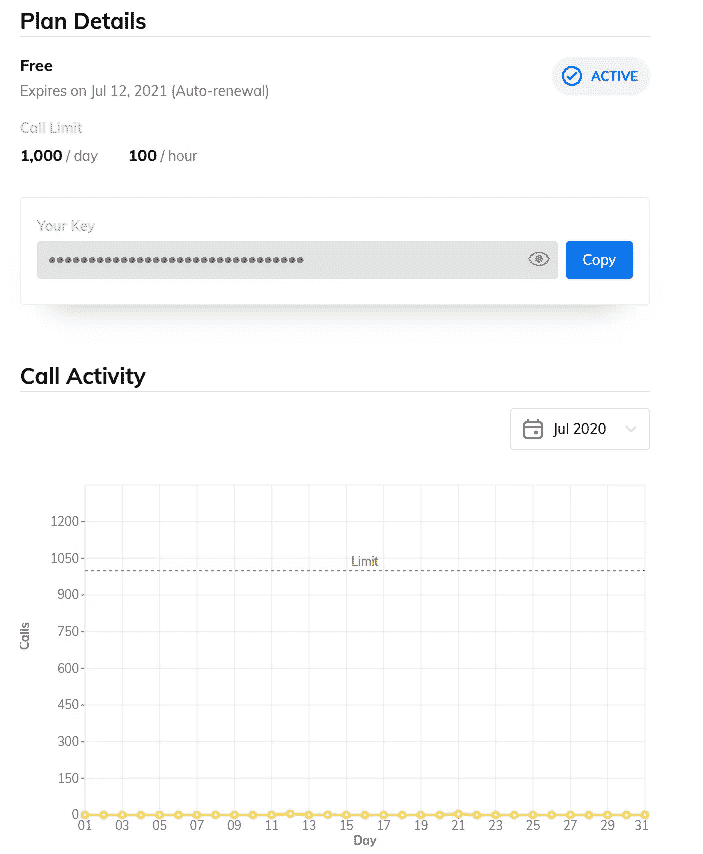 Plan Details
Free
ACTIVE
Expires on Jul 12, 2021 (Auto-renewal)
Call Limit
1,000 / day 100 / hour
Your Key
Copy
Call Activity
Jul 2020
1200
1050
Limit
900
750
Calls
600
450
300
150
0
01 03 05 07 09 11 13 15 17 19 21 23 25 27 29 31
Day